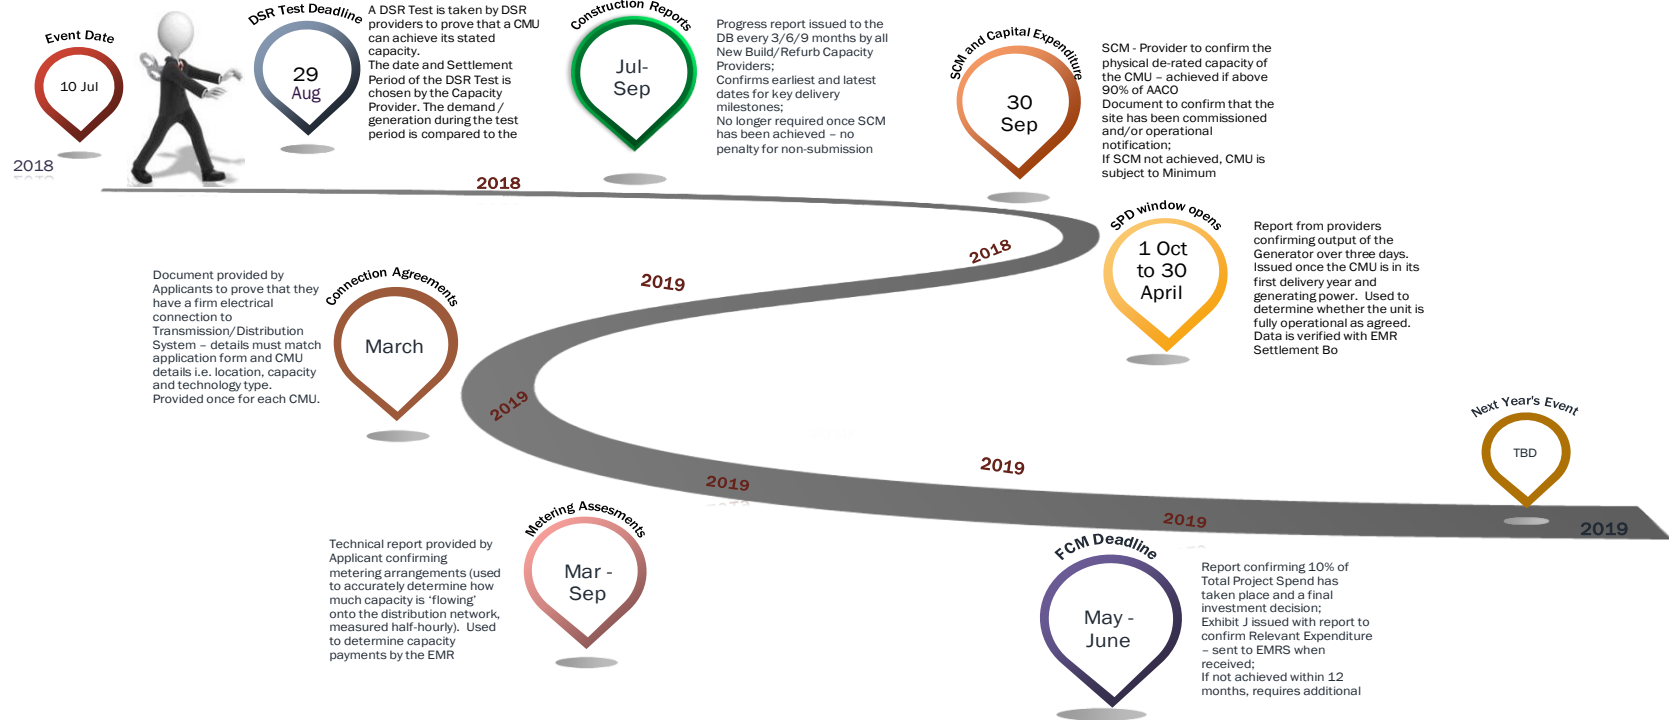 Event Date
10 Jul
2018
DSR Test Deadline
29
Aug
A DSR Test is taken by DSR
providers to prove that a CMU
can achieve its stated
capacity.
The date and Settlement
Period of the DSR Test is
chosen by the Capacity
Provider. The demand /
generation during the test
period is compared to the
Construction Reports
Jul-
Sep
Progress report issued to the
DB every 3/6/9 months by all
New Build/Refurb Capacity
Providers;
Confirms earliest and latest
dates for key delivery
milestones;
No longer required once SCM
has been achieved – no
penalty for non-submission
SCM and Capital Expenditure
30
Sep
SCM - Provider to confirm the
physical de-rated capacity of
the CMU – achieved if above
90% of AACO
Document to confirm that the
site has been commissioned
and/or operational
notification;
If SCM not achieved, CMU is
subject to Minimum
2018
SPD window opens
1 Oct
to 30
April
Report from providers
confirming output of the
Generator over three days.
Issued once the CMU is in its
first delivery year and
generating power.  Used to
determine whether the unit is
fully operational as agreed.
Data is verified with EMR
Settlement Bo
2018
2019
Document provided by
Applicants to prove that they
have a firm electrical
connection to
Transmission/Distribution
System – details must match
application form and CMU
details i.e. location, capacity
and technology type.
Provided once for each CMU.
Connection Agreements
March
2019
2019
2019
2019
2019
Next Year's Event
TBD
Technical report provided by
Applicant confirming
metering arrangements (used
to accurately determine how
much capacity is ‘flowing’
onto the distribution network,
measured half-hourly).  Used
to determine capacity
payments by the EMR
Metering Assesments
Mar -
Sep
FCM Deadline
May -
June
Report confirming 10% of
Total Project Spend has
taken place and a final
investment decision;
Exhibit J issued with report to
confirm Relevant Expenditure
– sent to EMRS when
received;
If not achieved within 12
months, requires additional